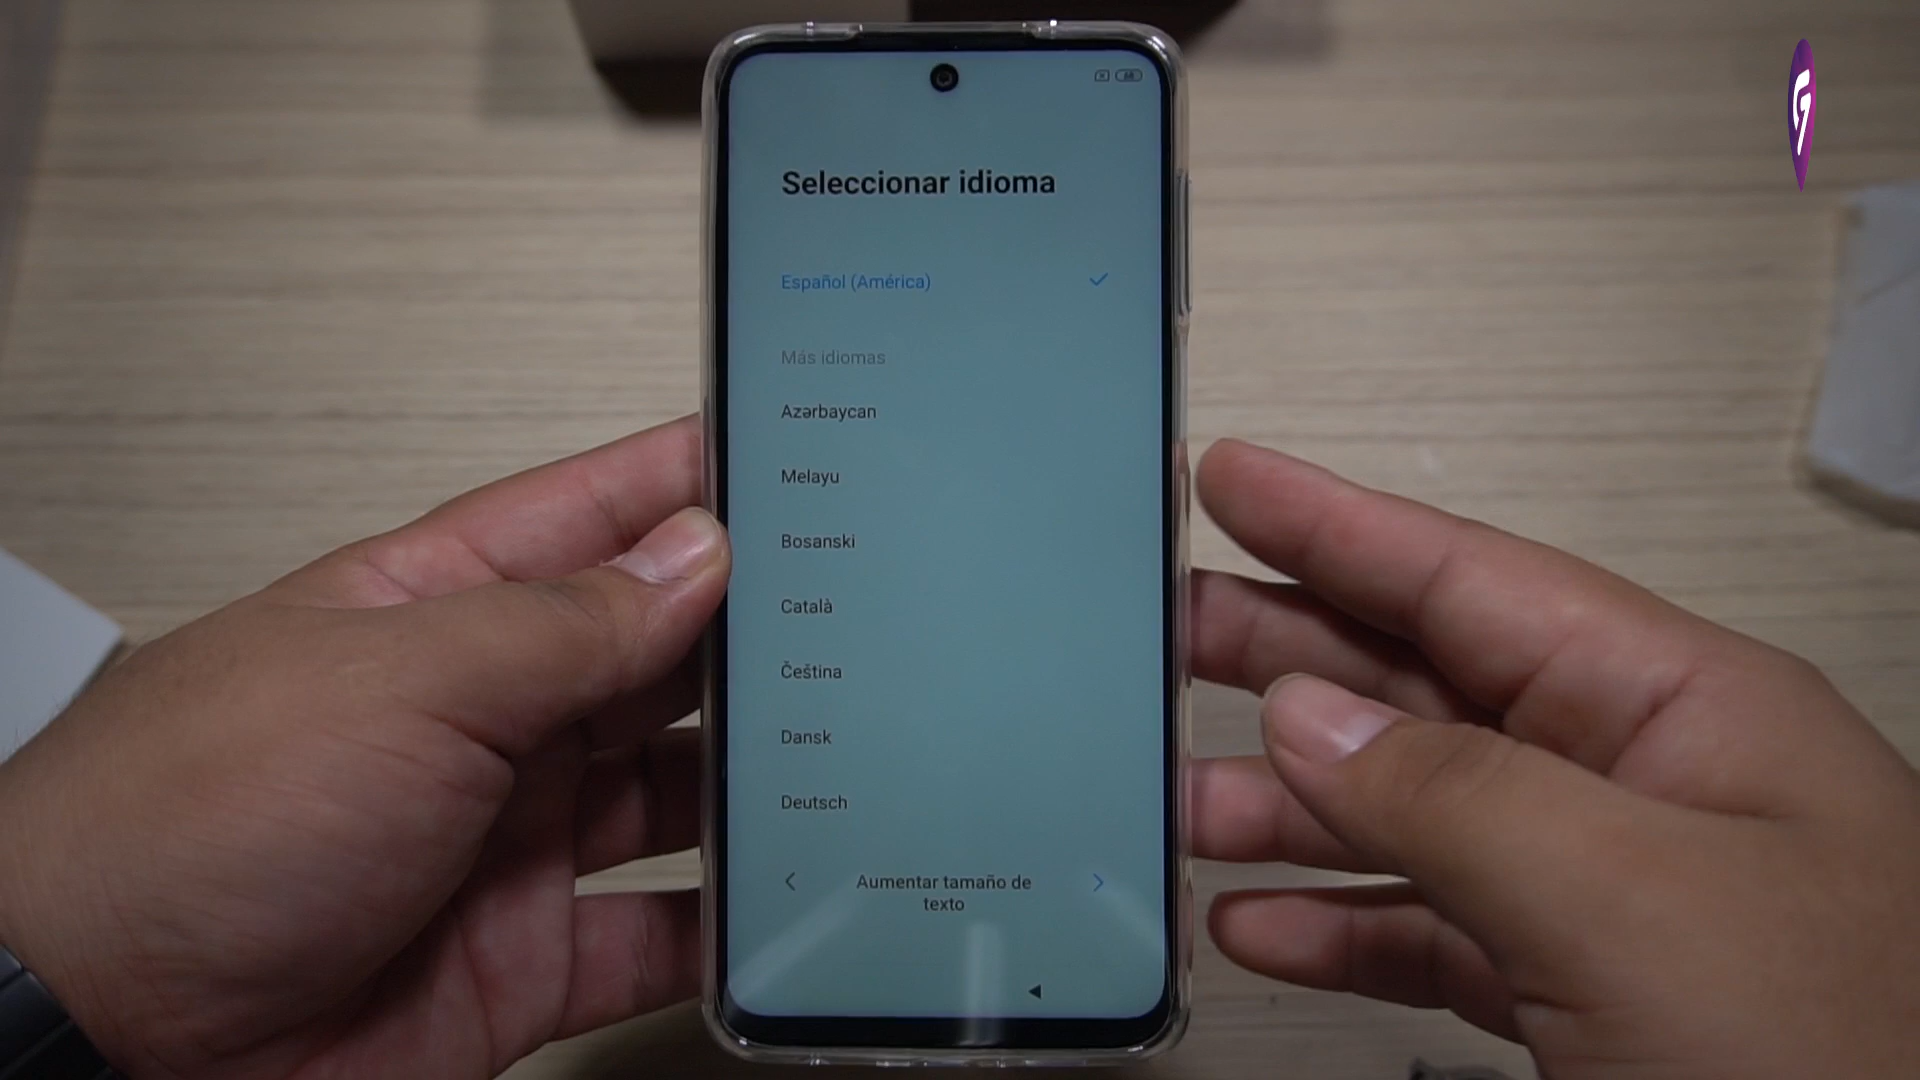 Seleccionar idioma
Español (América)
Más idiomas
Azərbaycan
Melayu
Bosanski
Català
Čeština
Dansk
Deutsch
Aumentar tamaño de
texto